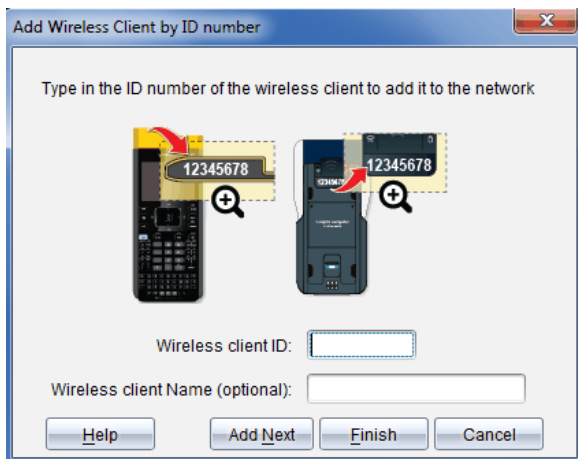 Add Wireless Client by ID number
Type in the ID number of the wireless client to add it to the network
12345678
12345678
12345678
Wireless client ID:
Wireless client Name (optional):
Help Add Next Finish Cancel